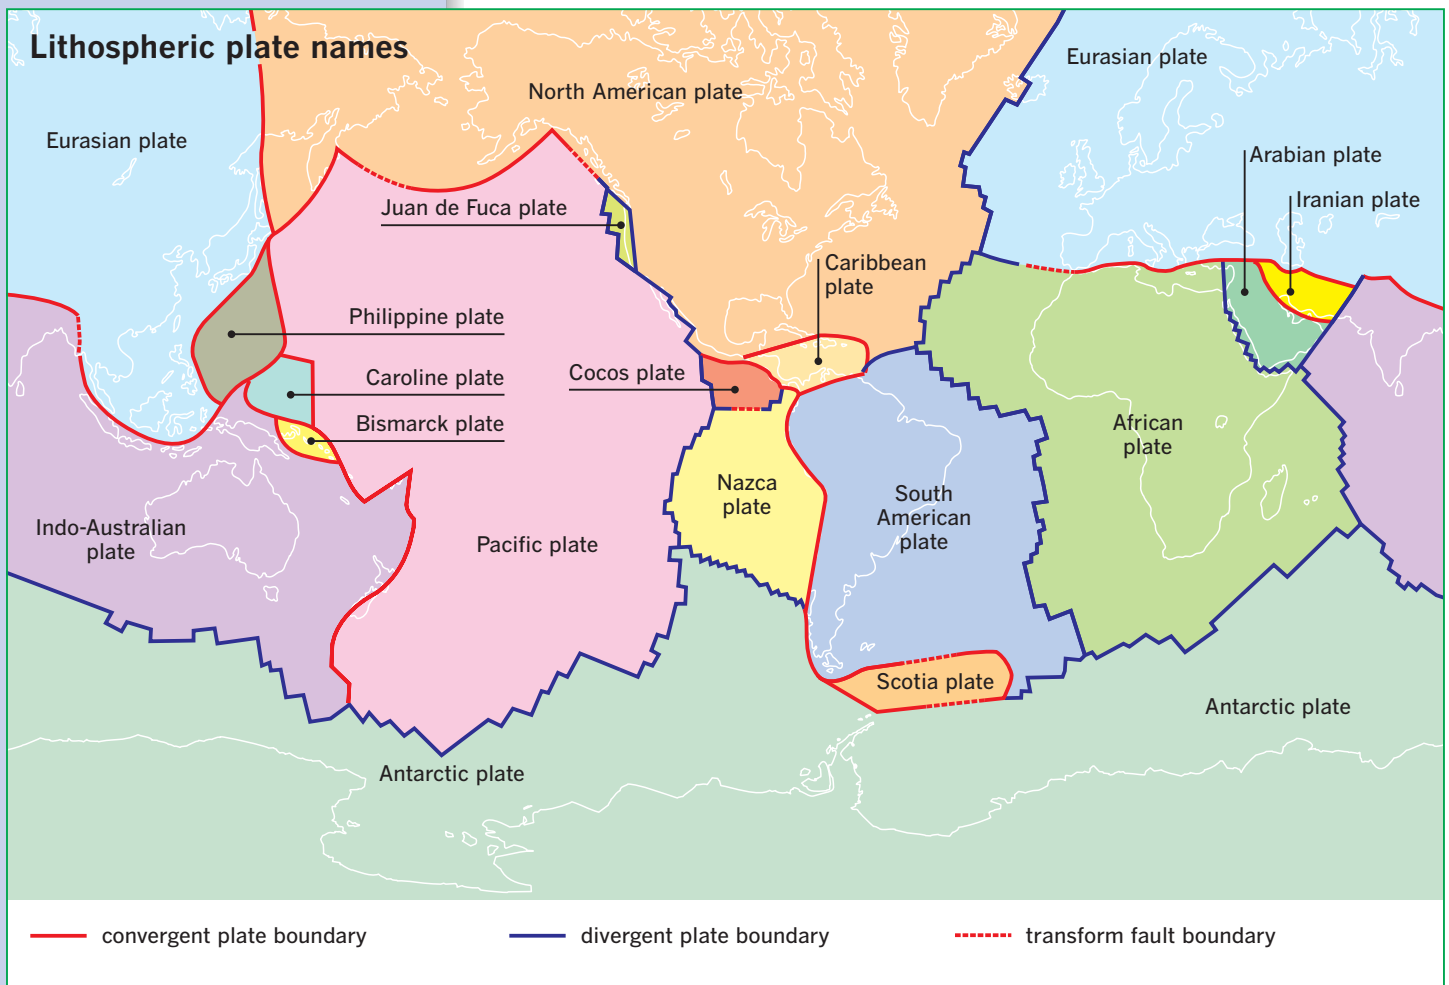 Lithospheric plate names
Eurasian plate
North American plate
Eurasian plate
Arabian plate
Iranian plate
Juan de Fuca plate
Caribbean
plate
Philippine plate
Caroline plate
Cocos plate
Bismarck plate
African
plate
Nazca
plate
South
American
plate
Indo-Australian
plate
Pacific plate
Scotia plate
Antarctic plate
Antarctic plate
convergent plate boundary
divergent plate boundary
transform fault boundary